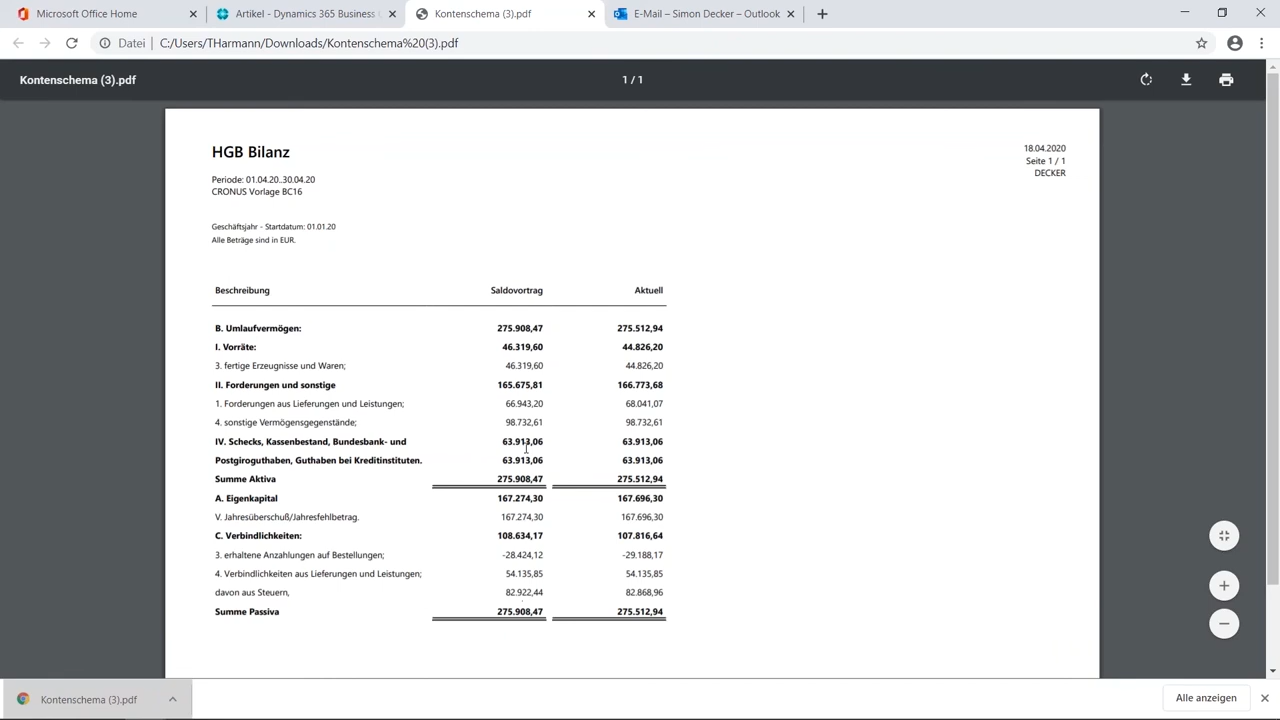 Microsoft Office Home
Artikel - Dynamics 365 Business
Kontenschema (3).pdf
E-Mail – Simon Decker – Outlook
Datei
C:/Users/THarmann/Downloads/Kontenschema%20(3).pdf
Kontenschema (3).pdf
1 / 1
HGB Bilanz
18.04.2020
Seite 1 / 1
DECKER
Periode: 01.04.20..30.04.20
CRONUS Vorlage BC16
Geschäftsjahr - Startdatum: 01.01.20
Alle Beträge sind in EUR.
Beschreibung Saldovortrag Aktuell
B. Umlaufvermögen: 275.908,47 275.512,94
I. Vorräte: 46.319,60 44.826,20
3. fertige Erzeugnisse und Waren; 46.319,60 44.826,20
II. Forderungen und sonstige 165.675,81 166.773,68
1. Forderungen aus Lieferungen und Leistungen; 66.943,20 68.041,07
4. sonstige Vermögensgegenstände; 98.732,61 98.732,61
IV. Schecks, Kassenbestand, Bundesbank- und 63.913,06 63.913,06
Postgiroguthaben, Guthaben bei Kreditinstituten. 63.913,06 63.913,06
Summe Aktiva 275.908,47 275.512,94
A. Eigenkapital 167.274,30 167.696,30
V. Jahresüberschuß/Jahresfehlbetrag. 167.274,30 167.696,30
C. Verbindlichkeiten: 108.634,17 107.816,64
3. erhaltene Anzahlungen auf Bestellungen; -28.424,12 -29.188,17
4. Verbindlichkeiten aus Lieferungen und Leistungen; 54.135,85 54.135,85
davon aus Steuern, 82.922,44 82.868,96
Summe Passiva 275.908,47 275.512,94
Kontenschema (3).pdf
Alle anzeigen